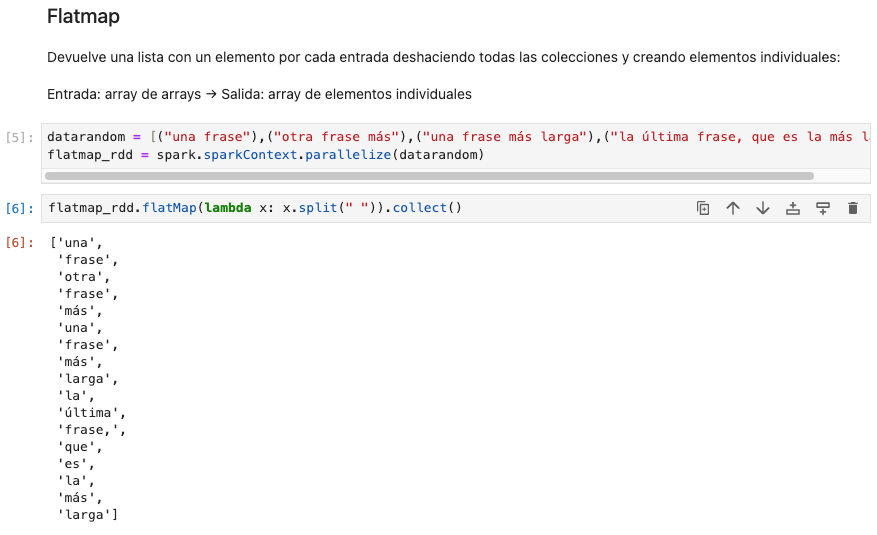 Flatmap
Devuelve una lista con un elemento por cada entrada deshaciendo todas las colecciones y creando elementos individuales:
Entrada: array de arrays → Salida: array de elementos individuales
[5]: datarandom = [("una frase"),("otra frase más"),("una frase más larga"),("la última frase, que es la más l
flatmap_rdd = spark.sparkContext.parallelize(datarandom)
[6]: flatmap_rdd.flatMap(lambda x: x.split(" ")).collect()
[6]: ['una',
'frase',
'otra',
'frase',
'más',
'una',
'frase',
'más',
'larga',
'la',
'última',
'frase,',
'que',
'es',
'la',
'más',
'larga']